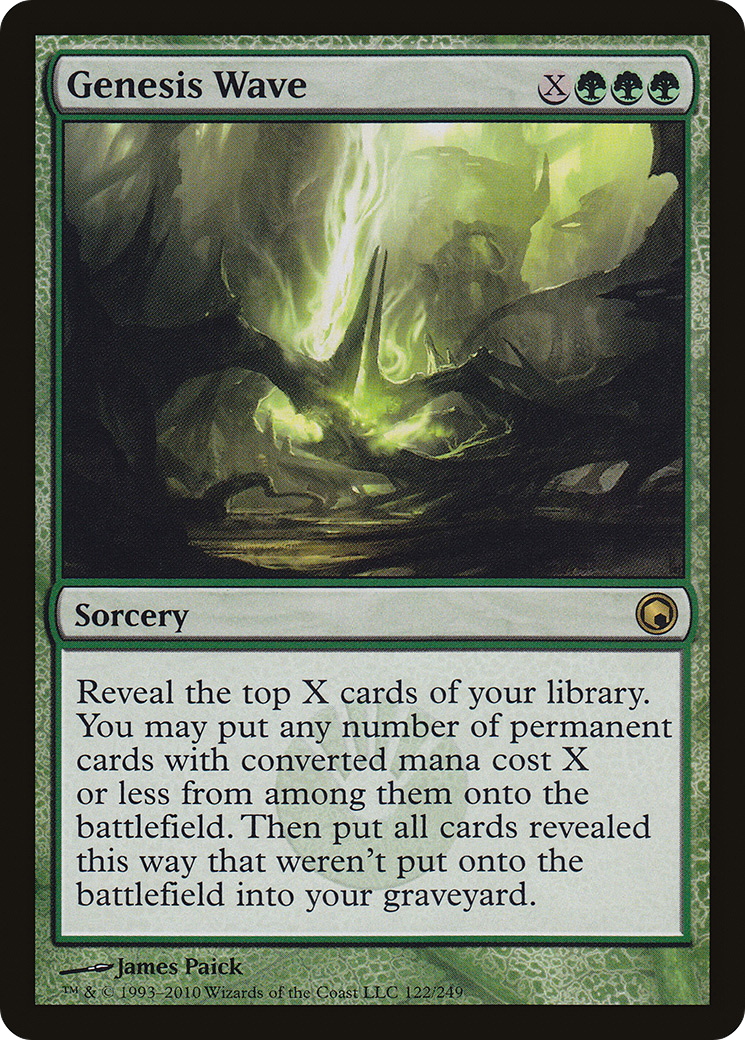 Genesis Wave X
Sorcery
Reveal the top X cards of your library.
You may put any number of permanent
cards with converted mana cost X
or less from among them onto the
battlefield. Then put all cards revealed
this way that weren't put onto the
battlefield into your graveyard.
James Paick
™ & © 1993–2010 Wizards of the Coast LLC 122/249